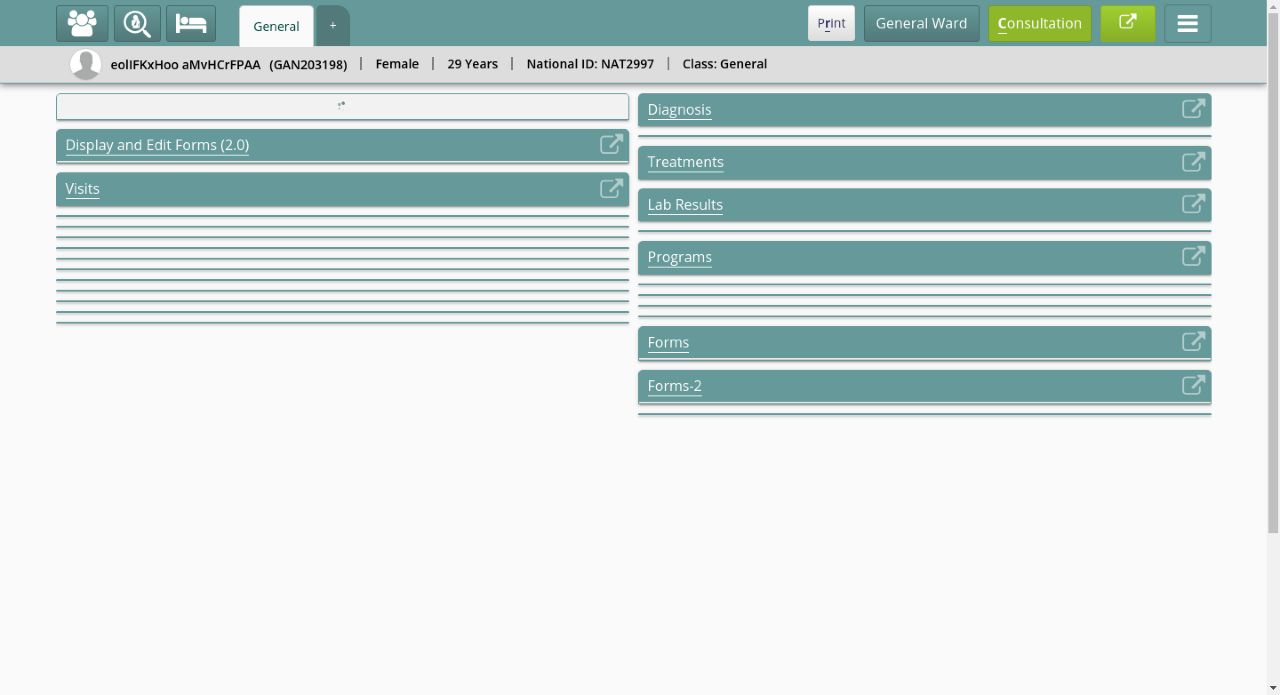 General
+
Print
General Ward
Consultation
eolIFKxHoo aMvHCrFPAA (GAN203198) | Female | 29 Years | National ID: NAT2997 | Class: General
Display and Edit Forms (2.0)
Visits
Diagnosis
Treatments
Lab Results
Programs
Forms
Forms-2